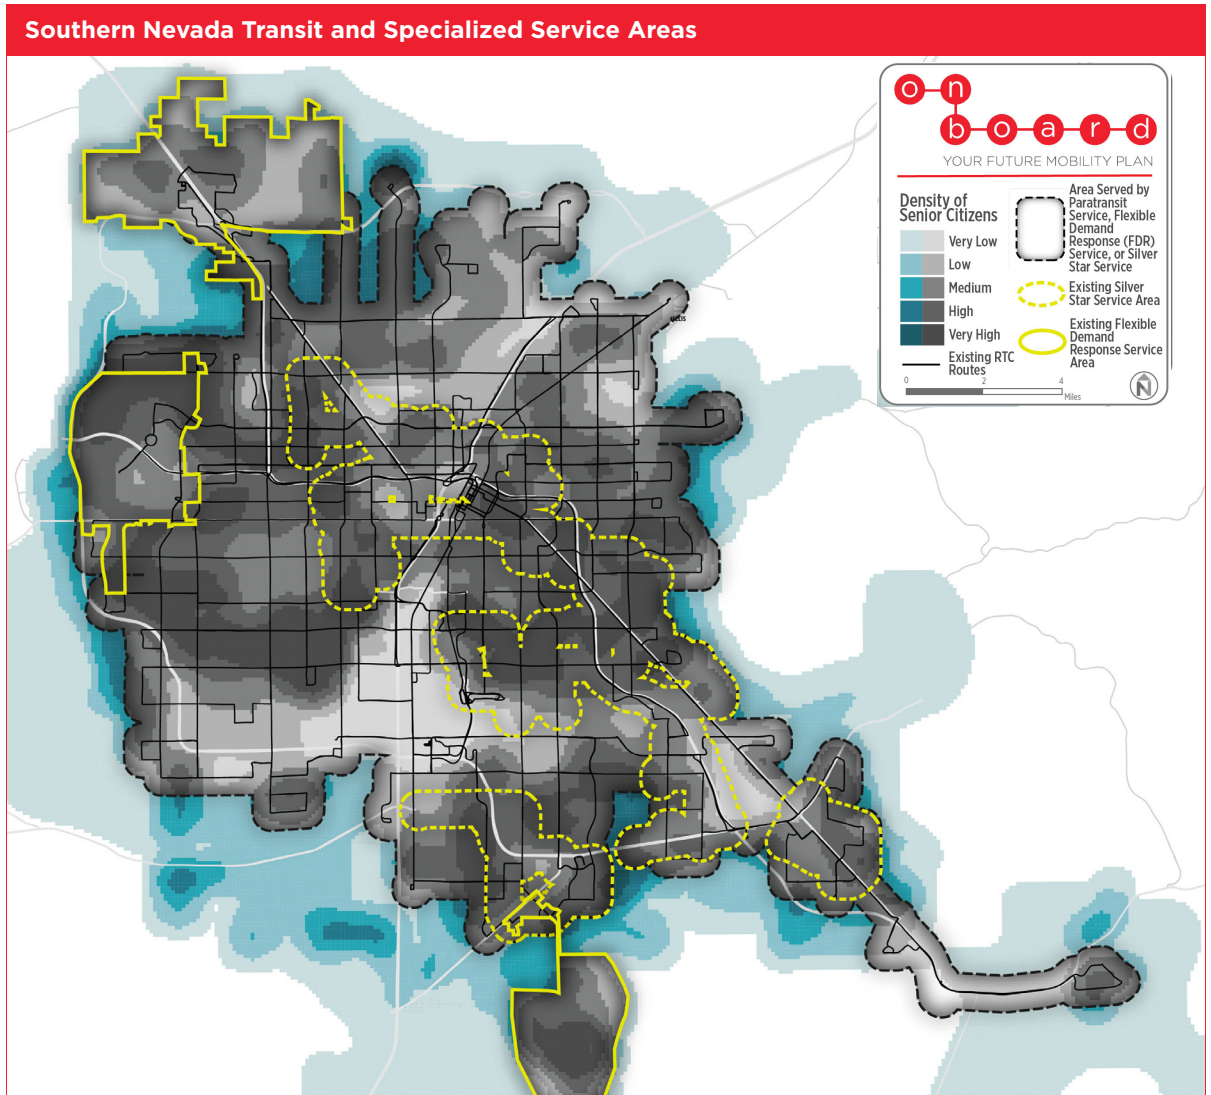 Southern Nevada Transit and Specialized Service Areas
on
board
YOUR FUTURE MOBILITY PLAN
Density of
Senior Citizens
Very Low
Low
Medium
High
Very High
Existing RTC
Routes
0 2 4
Miles
Area Served by
Paratransit
Service, Flexible
Demand
Response (FDR)
Service, or Silver
Star Service
Existing Silver
Star Service Area
Existing Flexible
Demand
Response Service
Area
N